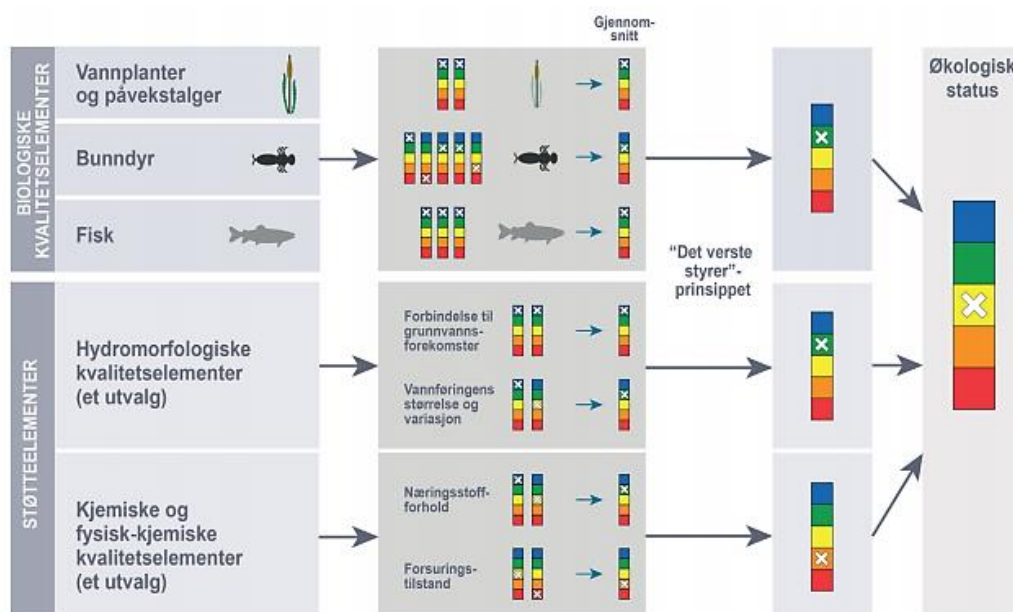 Gjennom-
snitt
BIOLOGISKE
KVALITETSELEMENTER
Vannplanter
og påvekstalger
Bunndyr
Fisk
"Det verste
styrer"-
prinsippet
Økologisk
status
STØTTEELEMENTER
Hydromorfologiske
kvalitetselementer
(et utvalg)
Forbindelse til
grunnvanns-
forekomster
Vannføringens
størrelse og
variasjon
Kjemiske og
fysisk-kjemiske
kvalitetselementer
(et utvalg)
Næringsstoff-
forhold
Forsurings-
tilstand